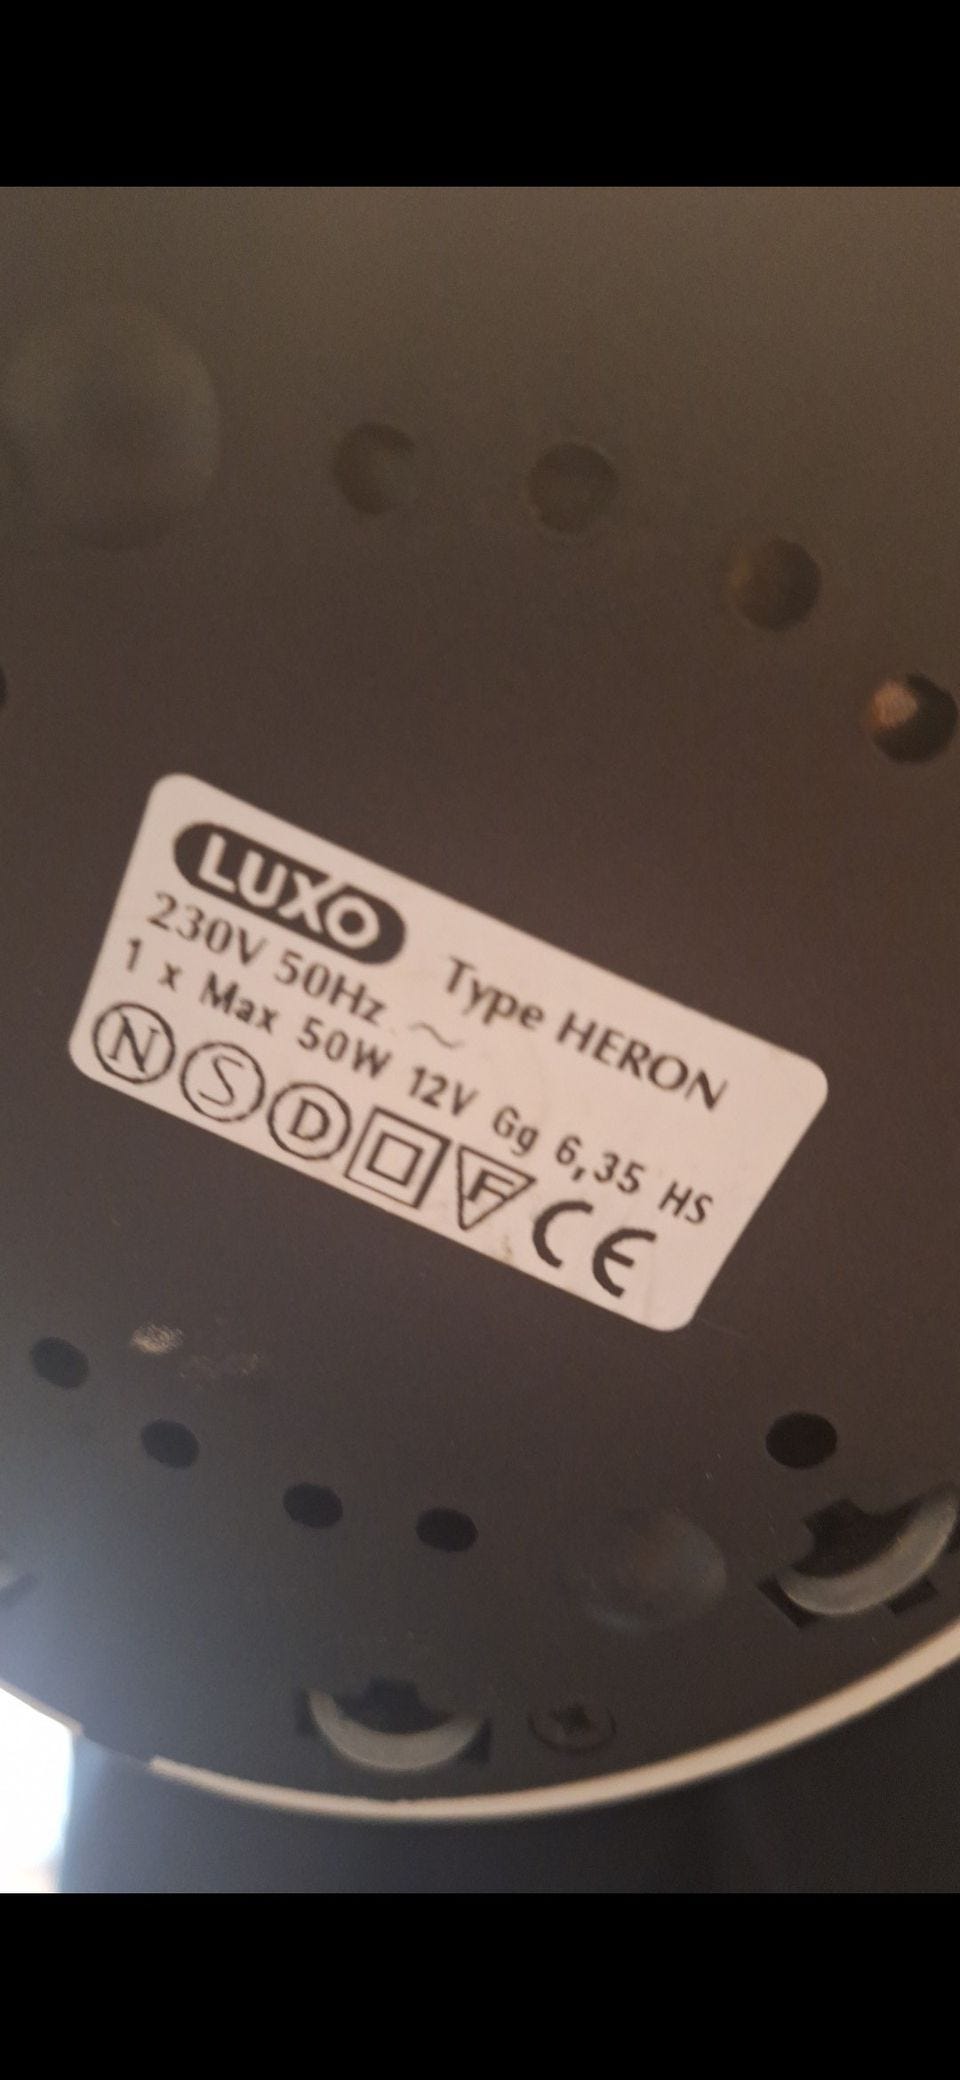 LUXO
Type HERON
230V 50Hz ~
1 x Max 50W 12V Gg 6,35 HS
N S D F CE